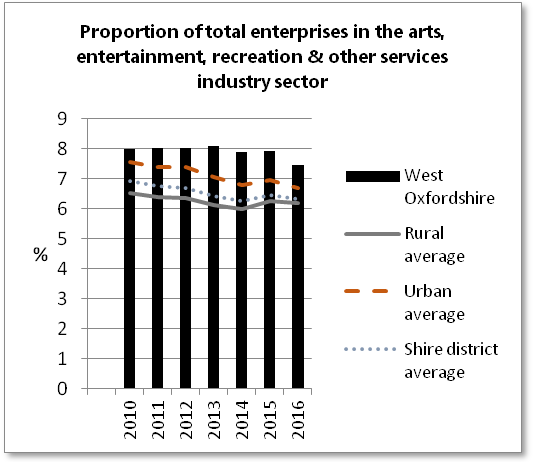 Proportion of total enterprises in the arts,
entertainment, recreation & other services
industry sector
9
8
7
6
5
4
3
2
1
0
%
2010
2011
2012
2013
2014
2015
2016
West
Oxfordshire
Rural
average
Urban
average
Shire district
average